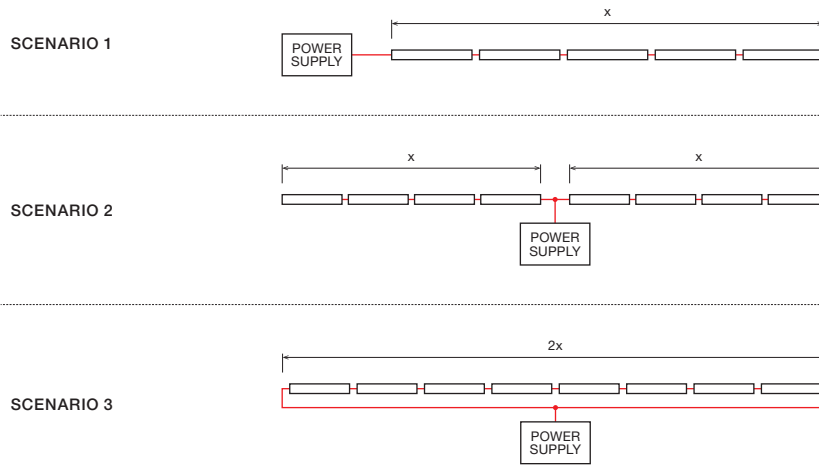 x
SCENARIO 1
POWER
SUPPLY
x
x
SCENARIO 2
POWER
SUPPLY
2x
SCENARIO 3
POWER
SUPPLY